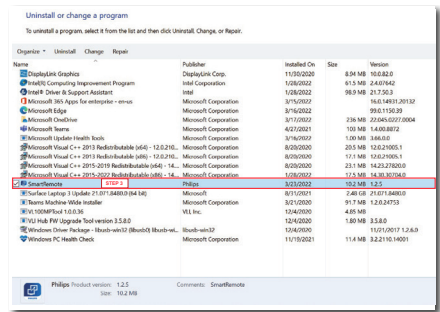 Uninstall or change a program
To uninstall a program, select it from the list and then click Uninstall, Change, or Repair.
Organize Uninstall Change Repair
Name Publisher Installed On Size Version
DisplayLink Graphics DisplayLink Corp. 11/30/2020 8.94 MB 10.0.82.0
Intel(R) Computing Improvement Program Intel Corporation 1/28/2022 61.5 MB 2.4.07642
Intel® Driver & Support Assistant Intel 1/28/2022 98.9 MB 21.7.50.3
Microsoft 365 Apps for enterprise - en-us Microsoft Corporation 3/15/2022 16.0.14931.20132
Microsoft Edge Microsoft Corporation 3/16/2022 99.0.1150.39
Microsoft OneDrive Microsoft Corporation 3/17/2022 236 MB 22.045.0227.0004
Microsoft Teams Microsoft Corporation 4/27/2021 103 MB 1.4.00.8872
Microsoft Update Health Tools Microsoft Corporation 3/16/2022 1.00 MB 3.66.0.0
Microsoft Visual C++ 2013 Redistributable (x64) - 12.0.210... Microsoft Corporation 8/20/2020 20.5 MB 12.0.21005.1
Microsoft Visual C++ 2013 Redistributable (x86) - 12.0.210... Microsoft Corporation 8/20/2020 17.1 MB 12.0.21005.1
Microsoft Visual C++ 2015-2019 Redistributable (x64) - 14... Microsoft Corporation 8/20/2020 23.1 MB 14.23.27820.0
Microsoft Visual C++ 2015-2022 Redistributable (x86) - 14... Microsoft Corporation 1/28/2022 17.5 MB 14.30.30704.0
SmartRemote STEP 3 Philips 3/23/2022 10.2 MB 1.2.5
Surface Laptop 3 Update 21.071.8480.0 (64 bit) Microsoft 8/31/2021 2.48 GB 21.071.8480.0
Teams Machine-Wide Installer Microsoft Corporation 3/31/2021 91.7 MB 1.2.0.24753
VL100MPTool 1.0.0.36 VLI, Inc. 12/4/2020 4.85 MB
VLI Hub FW Upgrade Tool version 3.5.8.0 12/4/2020 1.80 MB 3.5.8.0
Windows Driver Package - libusb-win32 (libusb0) libusb-win... libusb-win32 12/4/2020 11/21/2017 1.2.6.0
Windows PC Health Check Microsoft Corporation 11/19/2021 11.4 MB 3.2.2110.14001
Philips Product version: 1.2.5 Comments: SmartRemote
Size: 10.2 MB